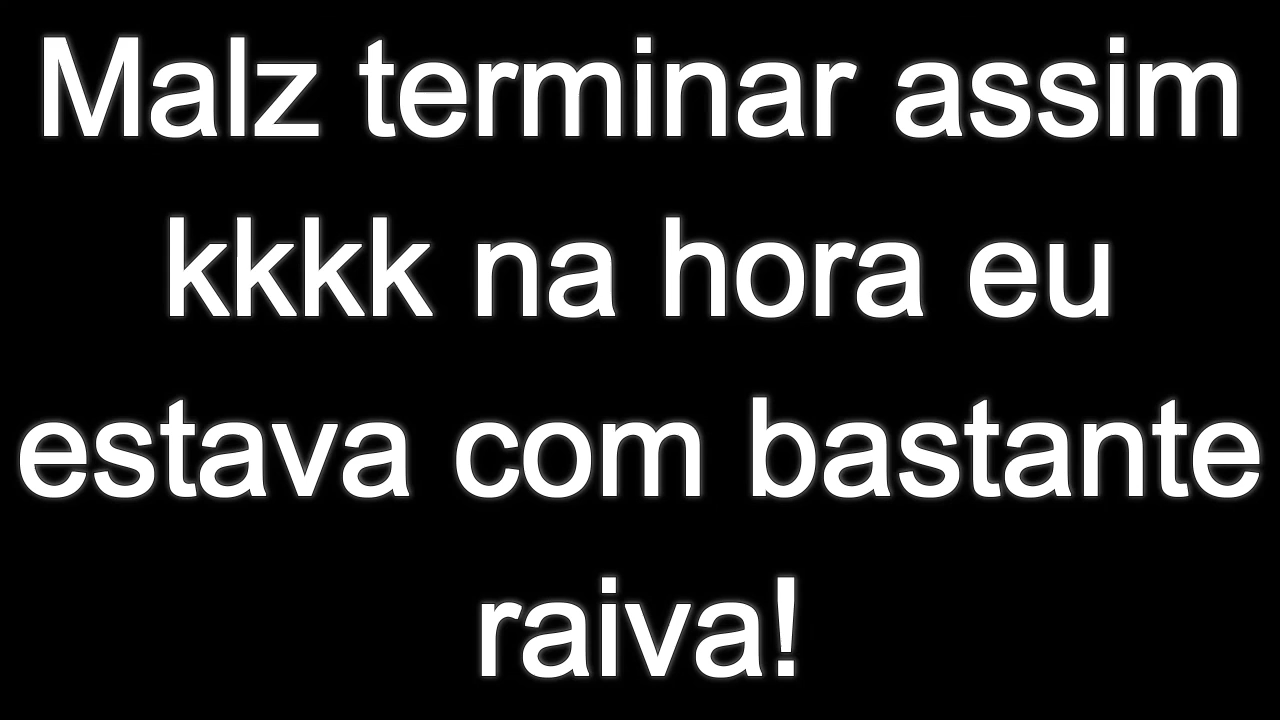 Malz terminar assim
kkkk na hora eu
estava com bastante
raiva!